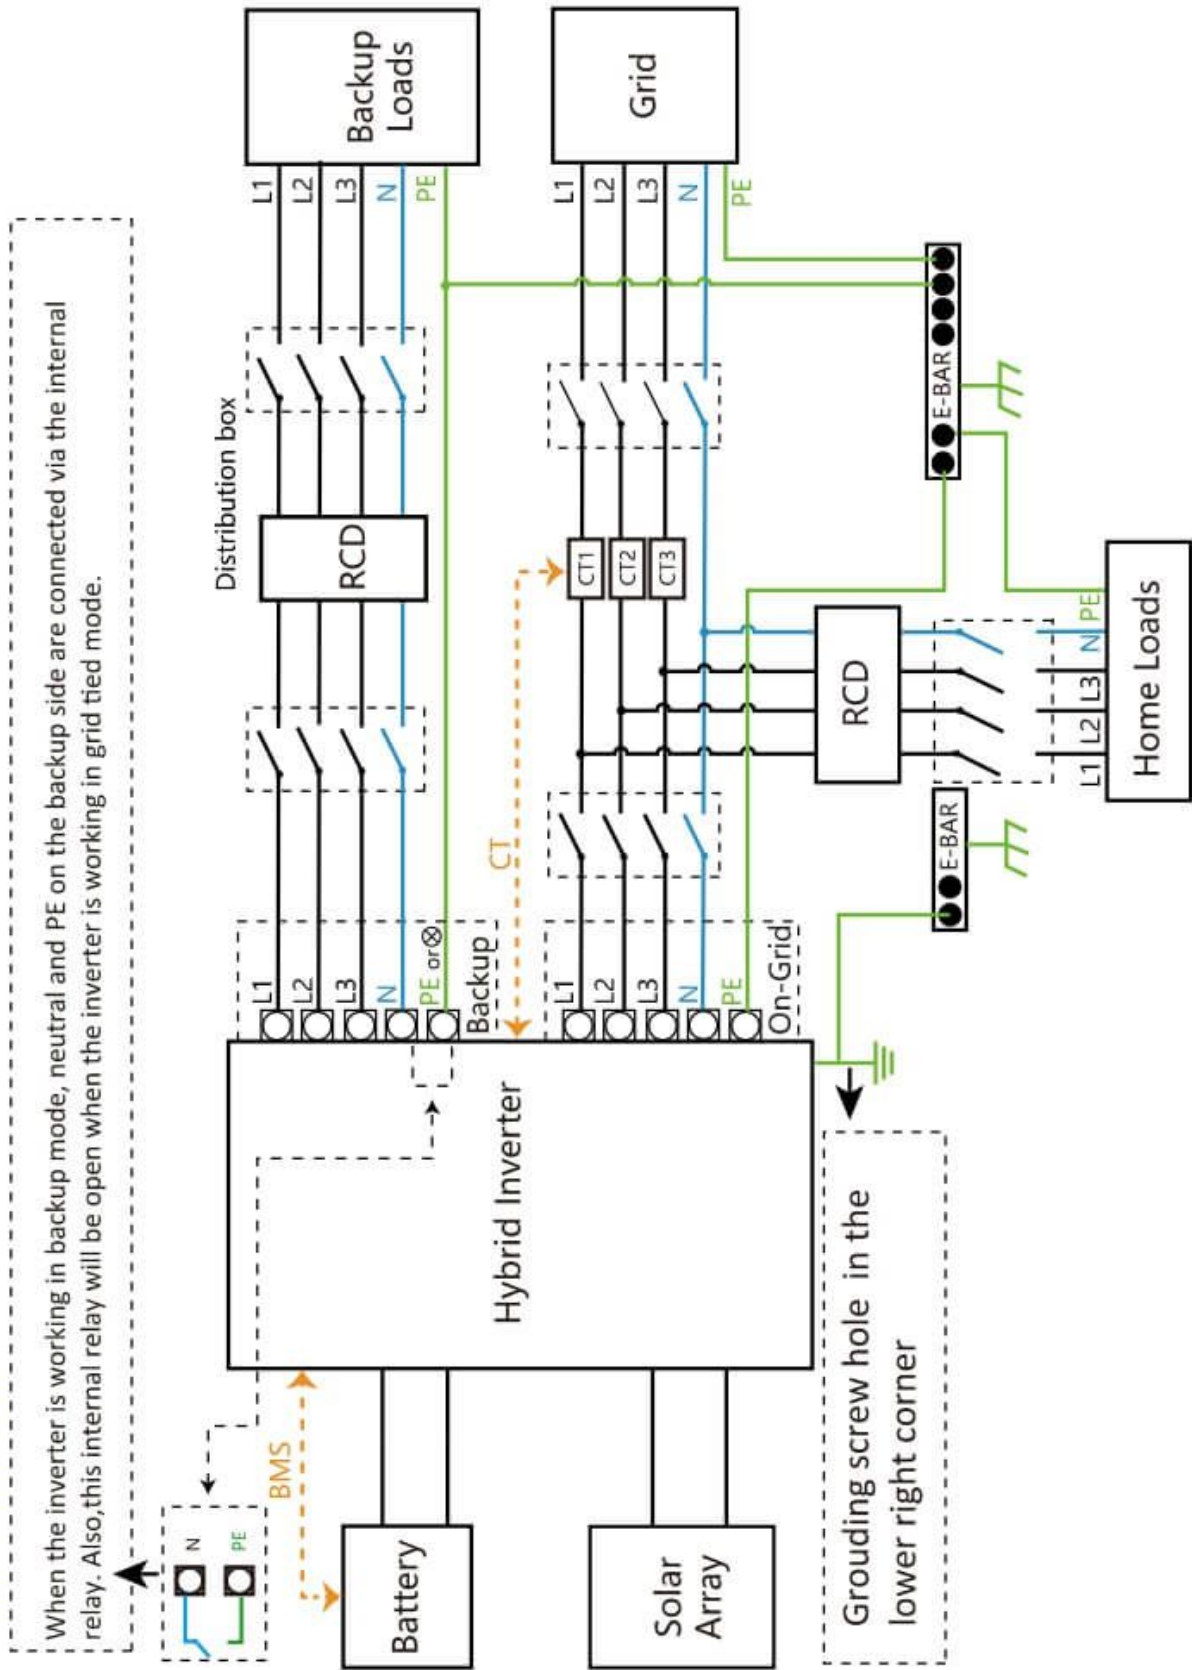 When the inverter is working in backup mode, neutral and PE on the backup side are connected via the internal
relay. Also,this internal relay will be open when the inverter is working in grid tied mode.
N
PE
BMS
Battery
Solar
Array
Hybrid Inverter
Grouding screw hole in the
lower right corner
L1
L2
L3
N
PE or
Backup
L1
L2
L3
N
PE
On-Grid
CT
Distribution box
RCD
CT1
CT2
CT3
L1
L2
L3
N
PE
Backup
Loads
L1
L2
L3
N
PE
Grid
RCD
E-BAR
E-BAR
L1
L2
L3
N
PE
Home Loads